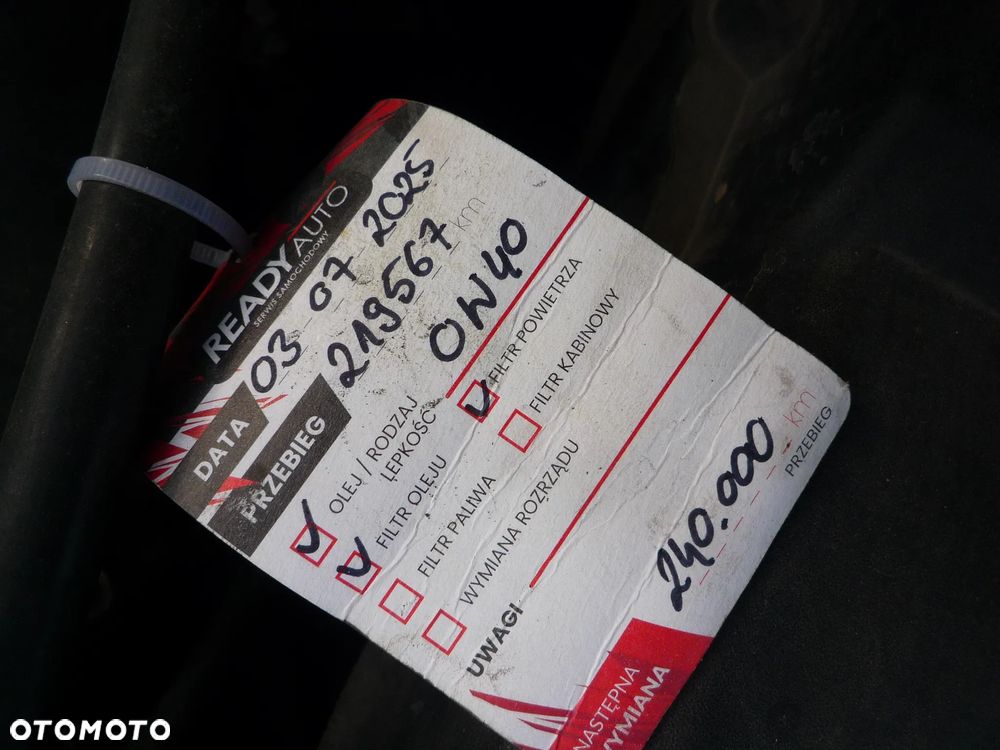 READY AUTO
SERWIS SAMOCHODOWY
DATA 03 07 2025
PRZEBIEG 219567 km
OLEJ / RODZAJ LEPKOŚĆ 0W40
FILTR OLEJU
FILTR POWIETRZA
FILTR PALIWA
FILTR KABINOWY
WYMIANA ROZRZĄDU
UWAGI
NASTĘPNA WYMIANA
240.000 km
PRZEBIEG
OTOMOTO